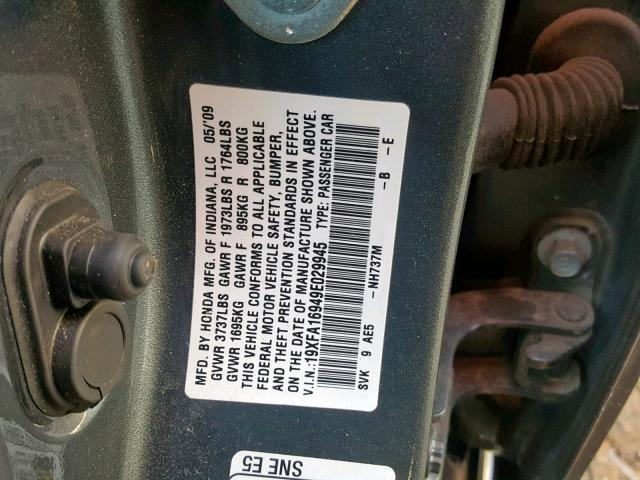 MFD. BY HONDA MFG. OF INDIANA, LLC 05/'09
GVWR 3737LBS GAWR F 1973LBS R 1764LBS
GVWR 1695KG GAWR F 895KG R 800KG
THIS VEHICLE CONFORMS TO ALL APPLICABLE
FEDERAL MOTOR VEHICLE SAFETY, BUMPER,
AND THEFT PREVENTION STANDARDS IN EFFECT
ON THE DATE OF MANUFACTURE SHOWN ABOVE.
V.I.N.:19XFA16949E029945 TYPE: PASSENGER CAR
SVK 9 AE5 -NH737M -B -E
SNE E5